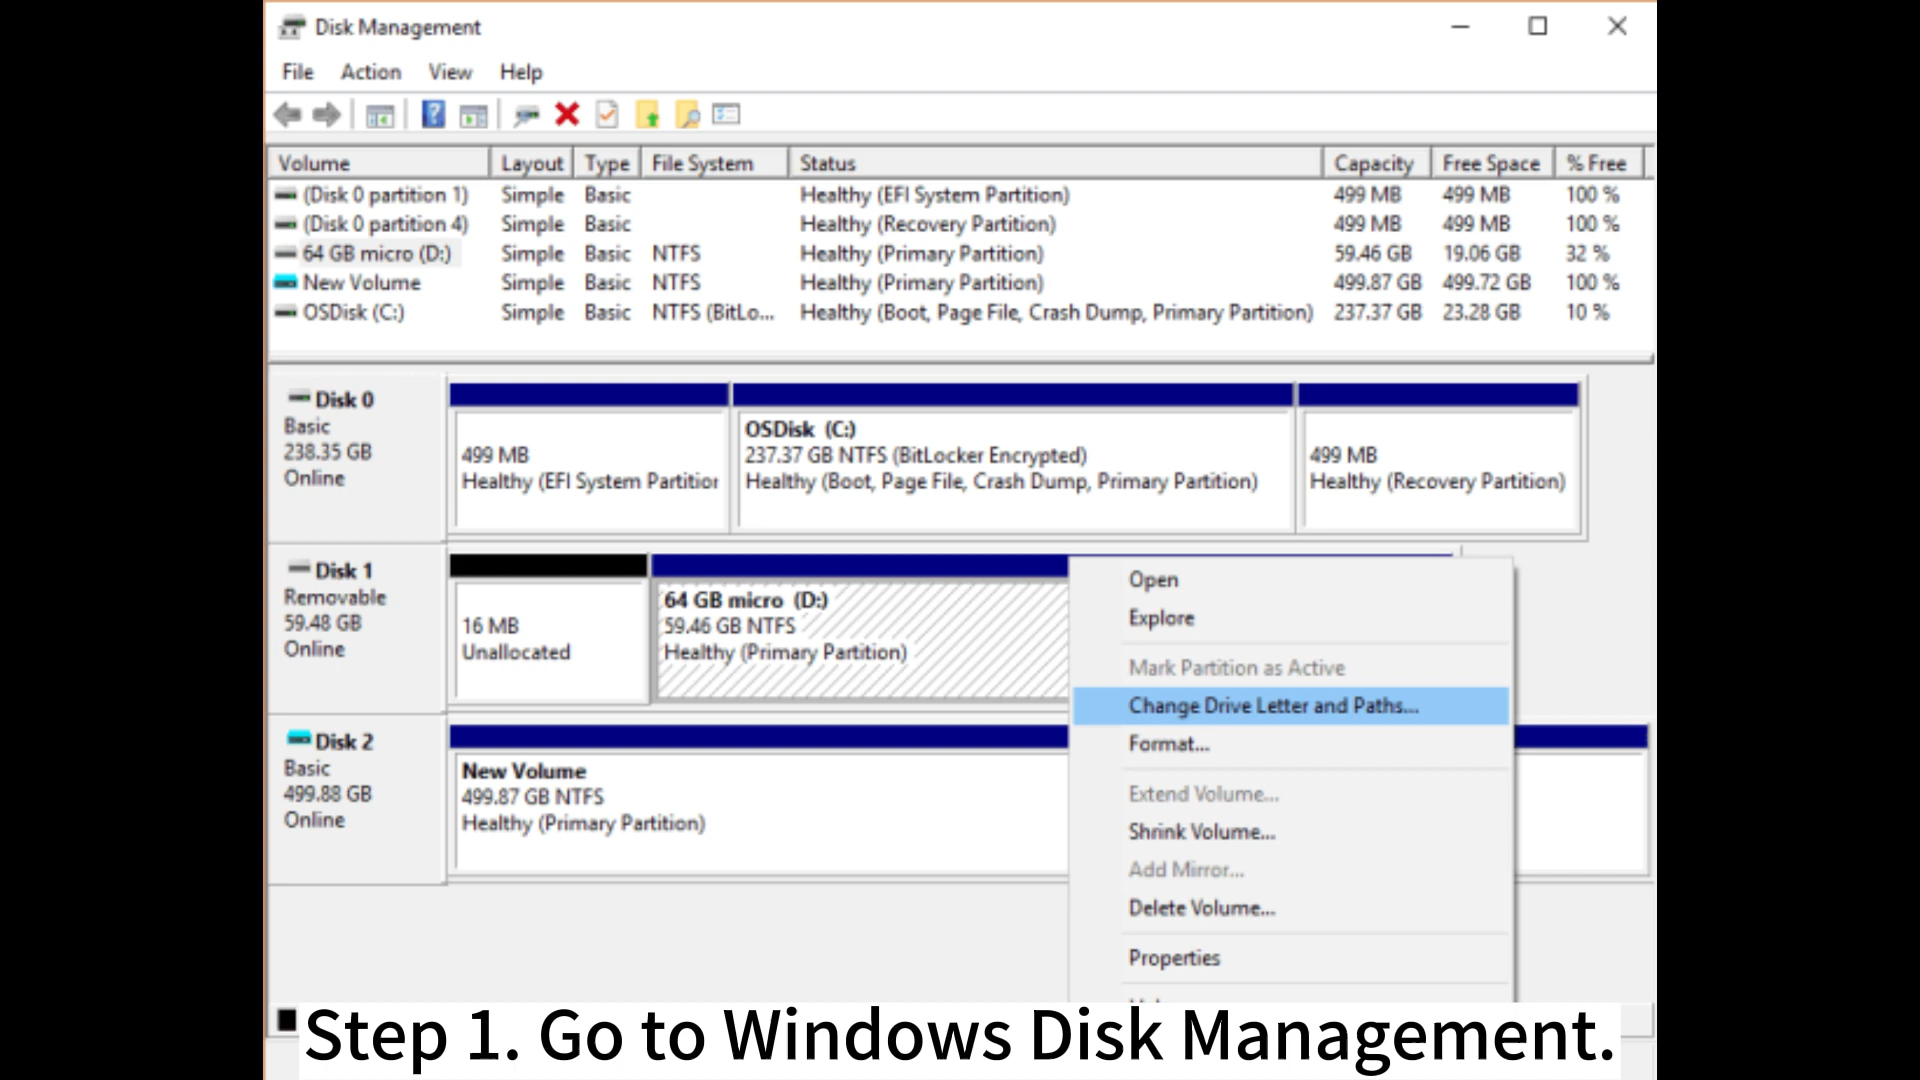 Disk Management
File Action View Help
Volume Layout Type File System Status Capacity Free Space % Free
(Disk 0 partition 1) Simple Basic Healthy (EFI System Partition) 499 MB 499 MB 100 %
(Disk 0 partition 4) Simple Basic Healthy (Recovery Partition) 499 MB 499 MB 100 %
64 GB micro (D:) Simple Basic NTFS Healthy (Primary Partition) 59.46 GB 19.06 GB 32 %
New Volume Simple Basic NTFS Healthy (Primary Partition) 499.87 GB 499.72 GB 100 %
OSDisk (C:) Simple Basic NTFS (BitLo... Healthy (Boot, Page File, Crash Dump, Primary Partition) 237.37 GB 23.28 GB 10 %
Disk 0
Basic
238.35 GB
Online
499 MB
Healthy (EFI System Partition
OSDisk (C:)
237.37 GB NTFS (BitLocker Encrypted)
Healthy (Boot, Page File, Crash Dump, Primary Partition)
499 MB
Healthy (Recovery Partition)
Disk 1
Removable
59.48 GB
Online
16 MB
Unallocated
64 GB micro (D:)
59.46 GB NTFS
Healthy (Primary Partition)
Disk 2
Basic
499.88 GB
Online
New Volume
499.87 GB NTFS
Healthy (Primary Partition)
Open
Explore
Mark Partition as Active
Change Drive Letter and Paths...
Format...
Extend Volume...
Shrink Volume...
Add Mirror...
Delete Volume...
Properties
Step 1. Go to Windows Disk Management.